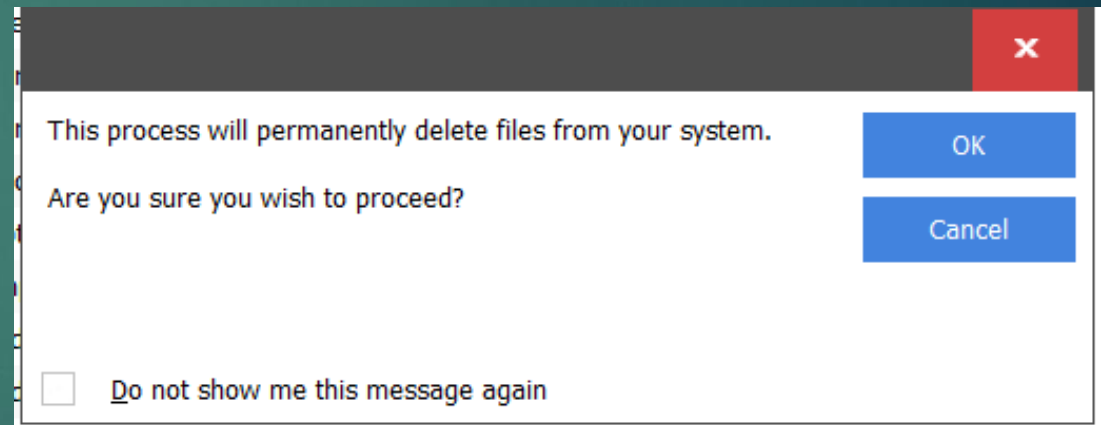 This process will permanently delete files from your system.
OK
Are you sure you wish to proceed?
Cancel
Do not show me this message again